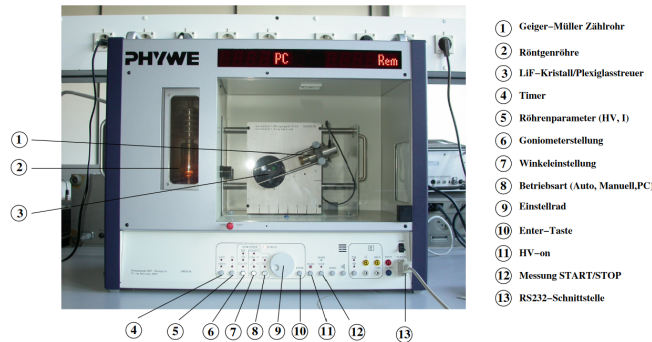 PHYWE
PC
Rem
1 Geiger-Müller Zählrohr
2 Röntgenröhre
3 LiF-Kristall/Plexiglasstreuer
4 Timer
5 Röhrenparameter (HV, I)
6 Goniometerstellung
7 Winkeleinstellung
8 Betriebsart (Auto, Manuell,PC)
9 Einstellrad
10 Enter-Taste
11 HV-on
12 Messung START/STOP
13 RS232-Schnittstelle
1
2
3
4
5
6
7
8
9
10
11
12
13